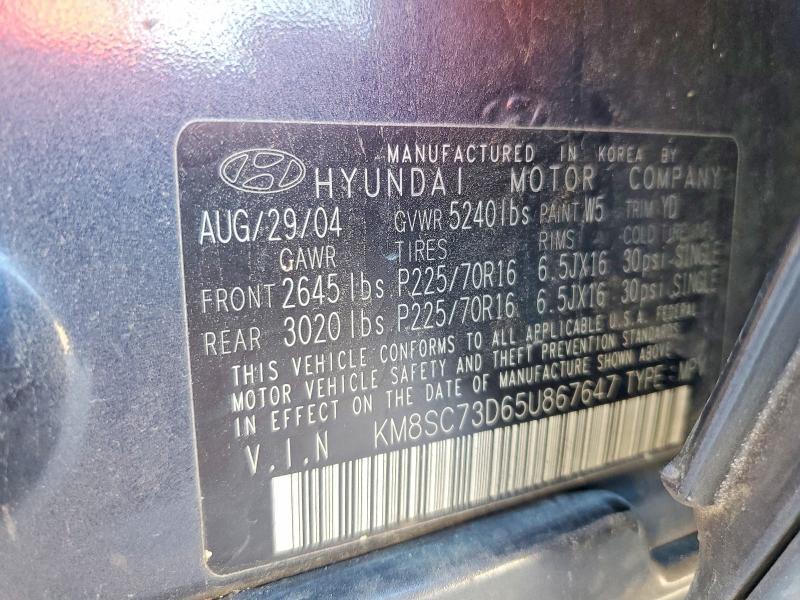 MANUFACTURED IN KOREA BY
HYUNDAI MOTOR COMPANY
AUG/29/04 GVWR 5240lbs PAINT.W5 TRIM YD
GAWR TIRES RIMS COLD TIRE
FRONT 2645lbs P225/70R16 6.5JX16 30psi.SINGLE
REAR 3020lbs P225/70R16 6.5JX16 30psi.SINGLE
THIS VEHICLE CONFORMS TO ALL APPLICABLE U.S.A. FEDERAL
MOTOR VEHICLE SAFETY AND THEFT PREVENTION STANDARDS
IN EFFECT ON THE DATE OF MANUFACTURE SHOWN ABOVE.
V.I.N KM8SC73D65U867647 TYPE: MPV